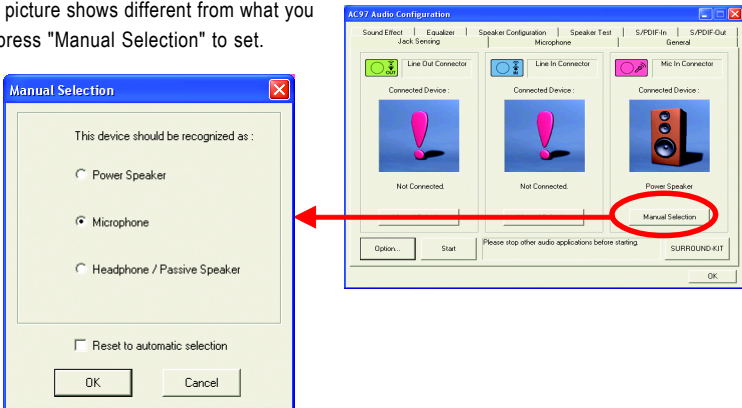 picture shows different from what you
press "Manual Selection" to set.
Manual Selection
This device should be recognized as :
Power Speaker
Microphone
Headphone / Passive Speaker
Reset to automatic selection
OK
Cancel
AC97 Audio Configuration
Sound Effect
Equalizer
Speaker Configuration
Speaker Test
S/PDIF-In
S/PDIF-Out
Jack Sensing
Microphone
General
OUT
Line Out Connector
IN
Line In Connector
Mic In Connector
Connected Device :
Connected Device :
Connected Device :
Not Connected.
Not Connected.
Power Speaker
Manual Selection
Option...
Start
Please stop other audio applications before starting.
SURROUND-KIT
OK